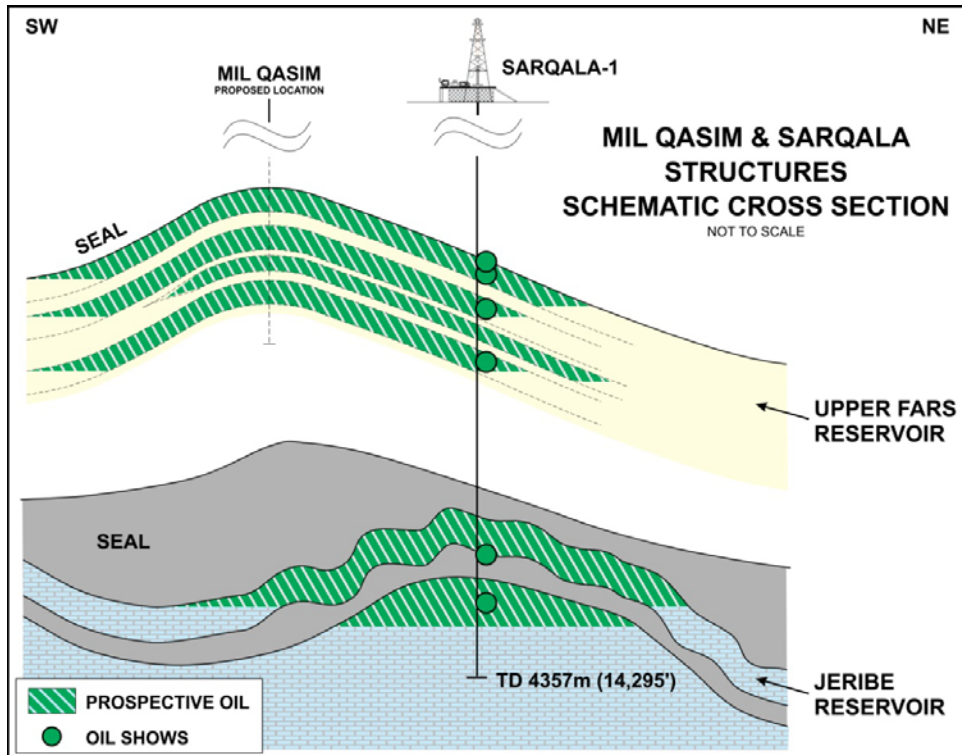 SW
NE
MIL QASIM
PROPOSED LOCATION
SARQALA-1
MIL QASIM & SARQALA
STRUCTURES
SCHEMATIC CROSS SECTION
NOT TO SCALE
SEAL
UPPER FARS
RESERVOIR
SEAL
TD 4357m (14,295')
JERIBE
RESERVOIR
PROSPECTIVE OIL
OIL SHOWS